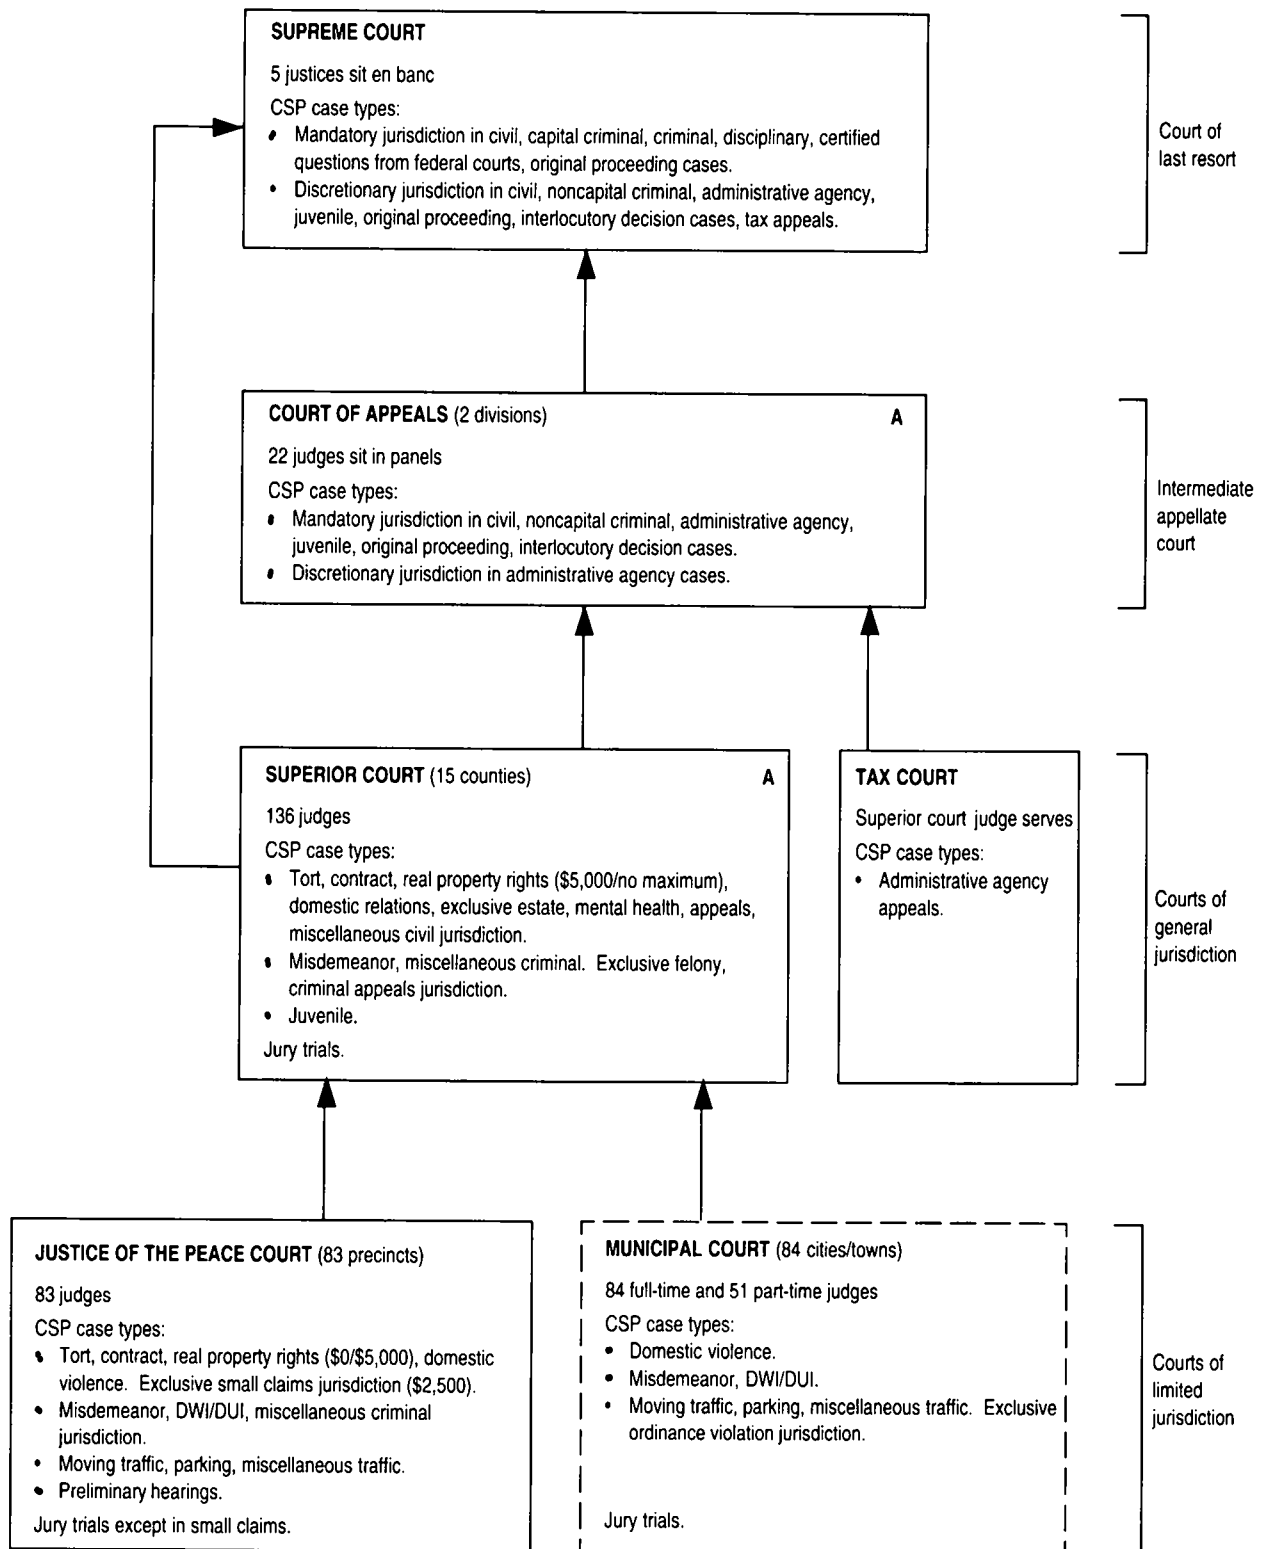 SUPREME COURT
5 justices sit en banc
CSP case types:
• Mandatory jurisdiction in civil, capital criminal, criminal, disciplinary, certified
questions from federal courts, original proceeding cases.
• Discretionary jurisdiction in civil, noncapital criminal, administrative agency,
juvenile, original proceeding, interlocutory decision cases, tax appeals.
Court of
last resort
COURT OF APPEALS (2 divisions) A
22 judges sit in panels
CSP case types:
• Mandatory jurisdiction in civil, noncapital criminal, administrative agency,
juvenile, original proceeding, interlocutory decision cases.
• Discretionary jurisdiction in administrative agency cases.
Intermediate
appellate
court
SUPERIOR COURT (15 counties) A
136 judges
CSP case types:
• Tort, contract, real property rights ($5,000/no maximum),
domestic relations, exclusive estate, mental health, appeals,
miscellaneous civil jurisdiction.
• Misdemeanor, miscellaneous criminal. Exclusive felony,
criminal appeals jurisdiction.
• Juvenile.
Jury trials.
TAX COURT
Superior court judge serves
CSP case types:
• Administrative agency
appeals.
Courts of
general
jurisdiction
JUSTICE OF THE PEACE COURT (83 precincts)
83 judges
CSP case types:
• Tort, contract, real property rights ($0/$5,000), domestic
violence. Exclusive small claims jurisdiction ($2,500).
• Misdemeanor, DWI/DUI, miscellaneous criminal
jurisdiction.
• Moving traffic, parking, miscellaneous traffic.
• Preliminary hearings.
Jury trials except in small claims.
MUNICIPAL COURT (84 cities/towns)
84 full-time and 51 part-time judges
CSP case types:
• Domestic violence.
• Misdemeanor, DWI/DUI.
• Moving traffic, parking, miscellaneous traffic. Exclusive
ordinance violation jurisdiction.
Jury trials.
Courts of
limited
jurisdiction